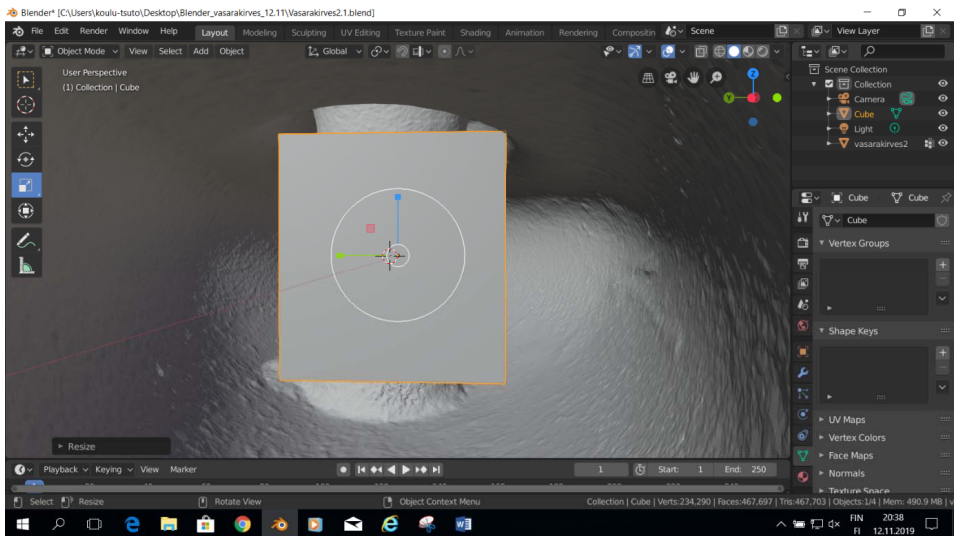 Blender* [C:\Users\koulu-tsuto\Desktop\Blender_vasarakirves_12.11\Vasarakirves2.1.blend]
File Edit Render Window Help Layout Modeling Sculpting UV Editing Texture Paint Shading Animation Rendering Compositin Scene View Layer
Object Mode View Select Add Object Global
User Perspective
(1) Collection | Cube
Z
Y
Scene Collection
Collection
Camera
Cube
Light
vasarakirves2
Cube Cube
Cube
Vertex Groups
Shape Keys
UV Maps
Vertex Colors
Face Maps
Normals
Texture Space
Resize
Playback Keying View Marker 1 Start: 1 End: 250
Select Resize Rotate View Object Context Menu Collection | Cube | Verts:234,290 | Faces:467,697 | Tris:467,703 | Objects:1/4 | Mem: 490.9 MB | v
FIN 20:38
FI 12.11.2019